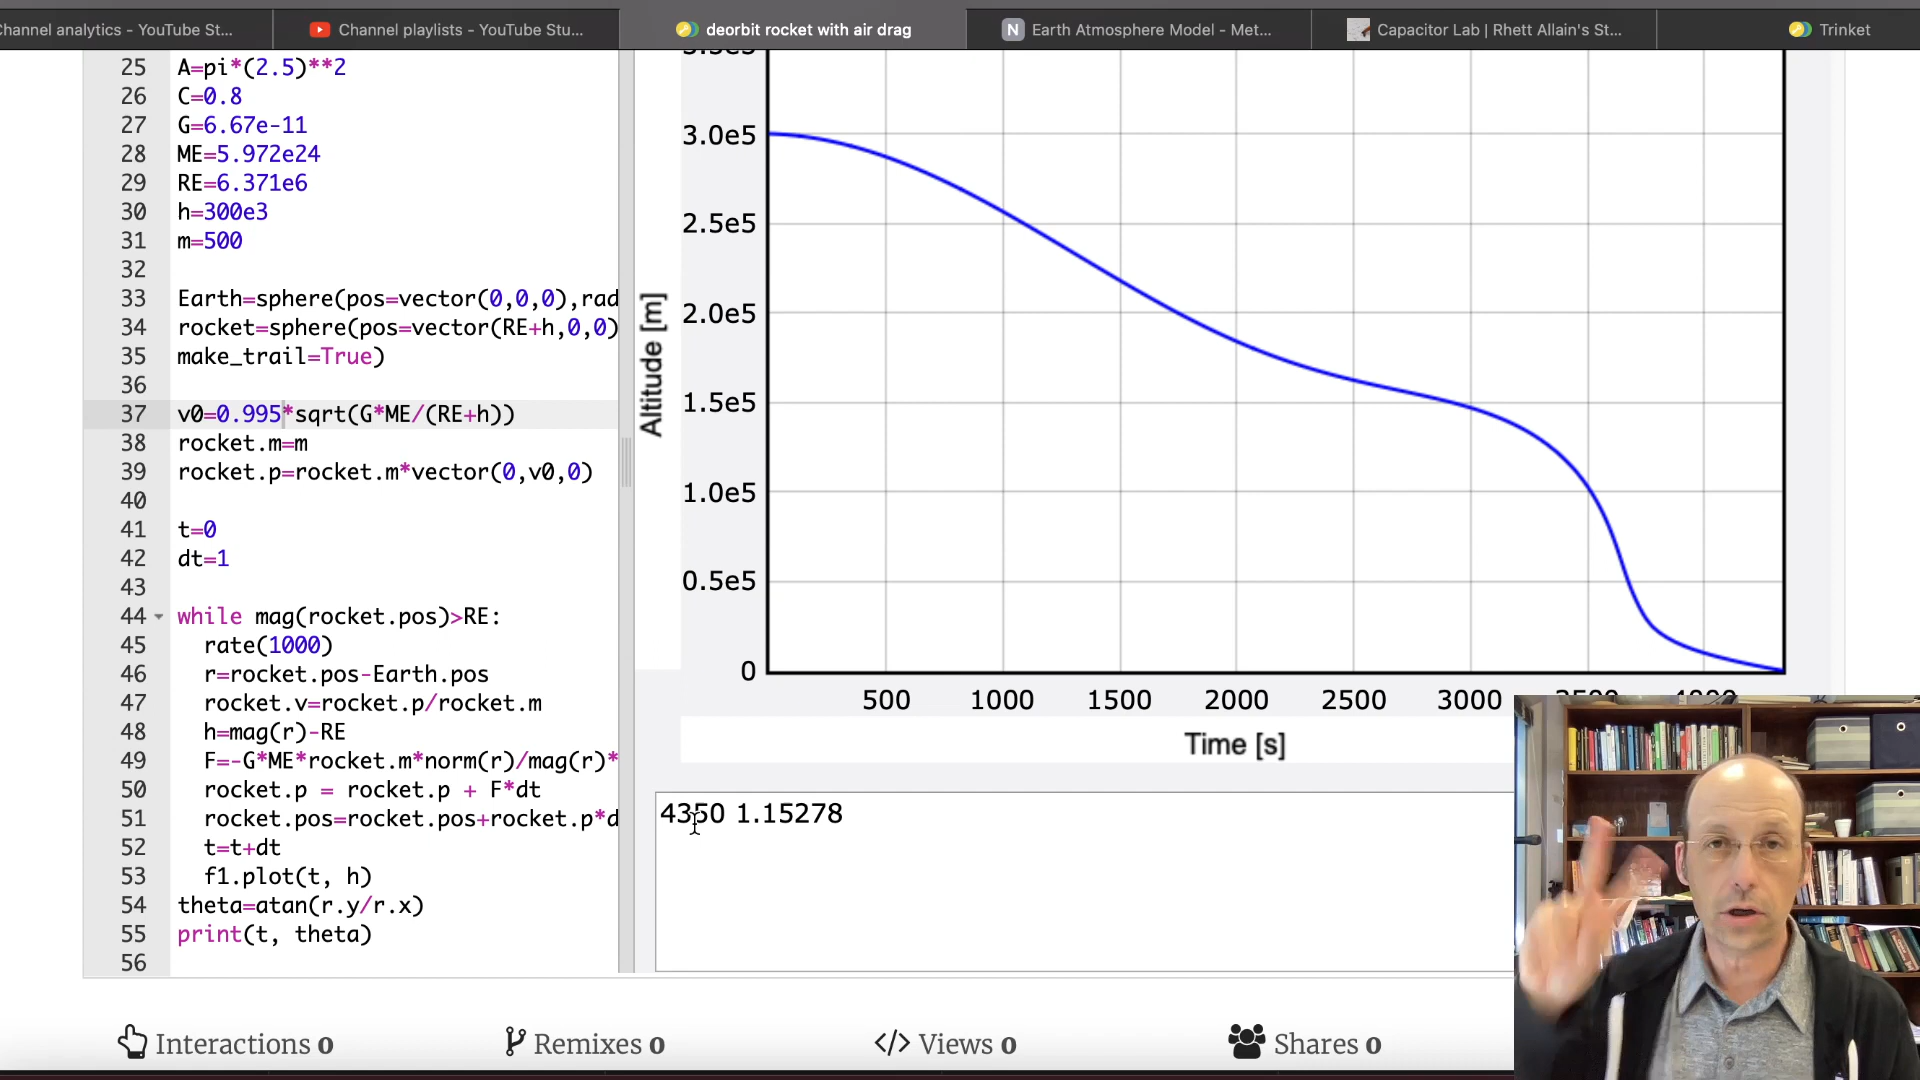 hannel analytics - YouTube St...
Channel playlists - YouTube Stu...
deorbit rocket with air drag
N Earth Atmosphere Model - Met...
Capacitor Lab | Rhett Allain's St...
Trinket
25 A=pi*(2.5)**2
26 C=0.8
27 G=6.67e-11
28 ME=5.972e24
29 RE=6.371e6
30 h=300e3
31 m=500
32
33 Earth=sphere(pos=vector(0,0,0),rad
34 rocket=sphere(pos=vector(RE+h,0,0)
35 make_trail=True)
36
37 v0=0.995*sqrt(G*ME/(RE+h))
38 rocket.m=m
39 rocket.p=rocket.m*vector(0,v0,0)
40
41 t=0
42 dt=1
43
44 while mag(rocket.pos)>RE:
45 rate(1000)
46 r=rocket.pos-Earth.pos
47 rocket.v=rocket.p/rocket.m
48 h=mag(r)-RE
49 F=-G*ME*rocket.m*norm(r)/mag(r)*
50 rocket.p = rocket.p + F*dt
51 rocket.pos=rocket.pos+rocket.p*d
52 t=t+dt
53 f1.plot(t, h)
54 theta=atan(r.y/r.x)
55 print(t, theta)
56
3.0e5
2.5e5
2.0e5
1.5e5
1.0e5
0.5e5
0
Altitude [m]
500 1000 1500 2000 2500 3000 3500 4000
Time [s]
4350 1.15278
Interactions 0
Remixes 0
</> Views 0
Shares 0